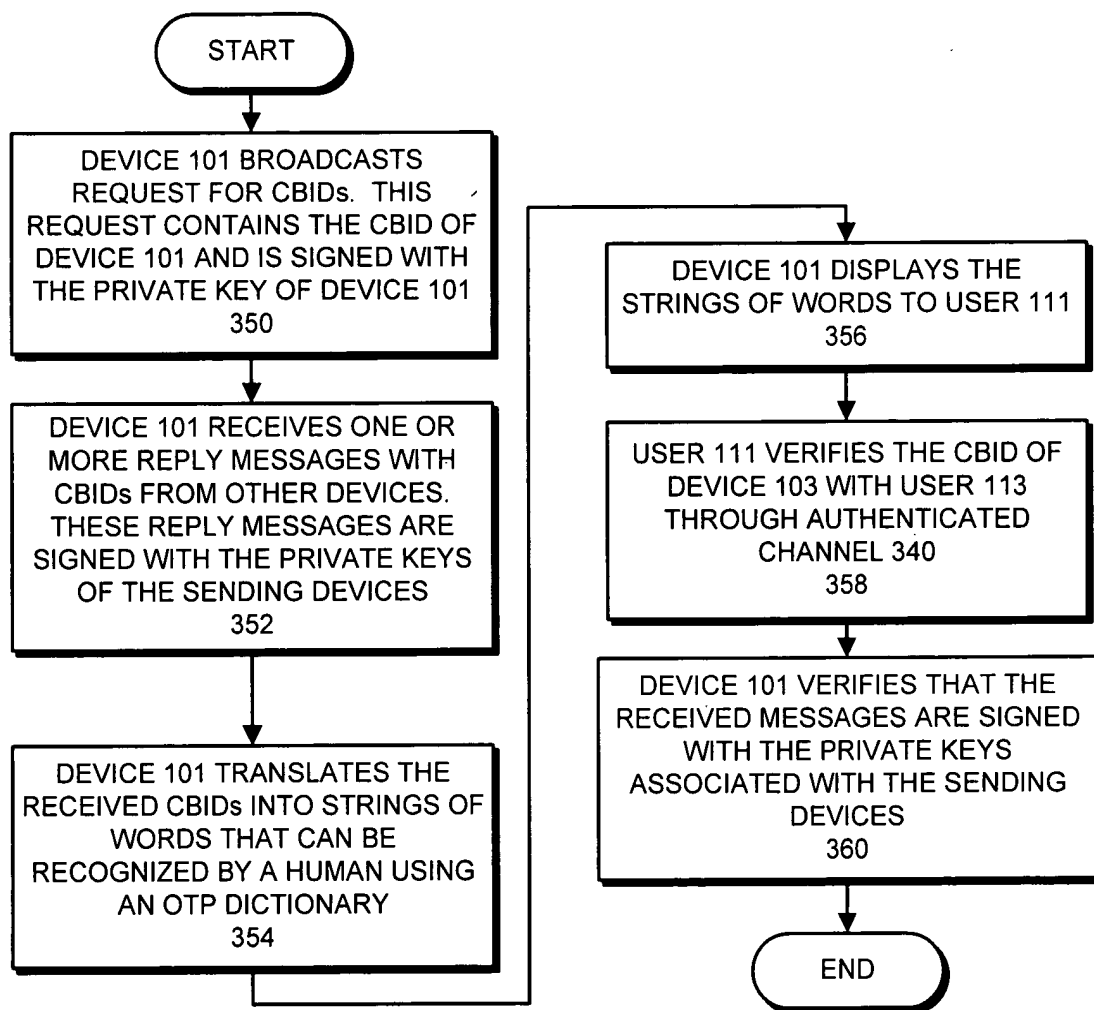 START
DEVICE 101 BROADCASTS
REQUEST FOR CBIDs. THIS
REQUEST CONTAINS THE CBID OF
DEVICE 101 AND IS SIGNED WITH
THE PRIVATE KEY OF DEVICE 101
350
DEVICE 101 RECEIVES ONE OR
MORE REPLY MESSAGES WITH
CBIDs FROM OTHER DEVICES.
THESE REPLY MESSAGES ARE
SIGNED WITH THE PRIVATE KEYS
OF THE SENDING DEVICES
352
DEVICE 101 TRANSLATES THE
RECEIVED CBIDs INTO STRINGS OF
WORDS THAT CAN BE
RECOGNIZED BY A HUMAN USING
AN OTP DICTIONARY
354
DEVICE 101 DISPLAYS THE
STRINGS OF WORDS TO USER 111
356
USER 111 VERIFIES THE CBID OF
DEVICE 103 WITH USER 113
THROUGH AUTHENTICATED
CHANNEL 340
358
DEVICE 101 VERIFIES THAT THE
RECEIVED MESSAGES ARE SIGNED
WITH THE PRIVATE KEYS
ASSOCIATED WITH THE SENDING
DEVICES
360
END